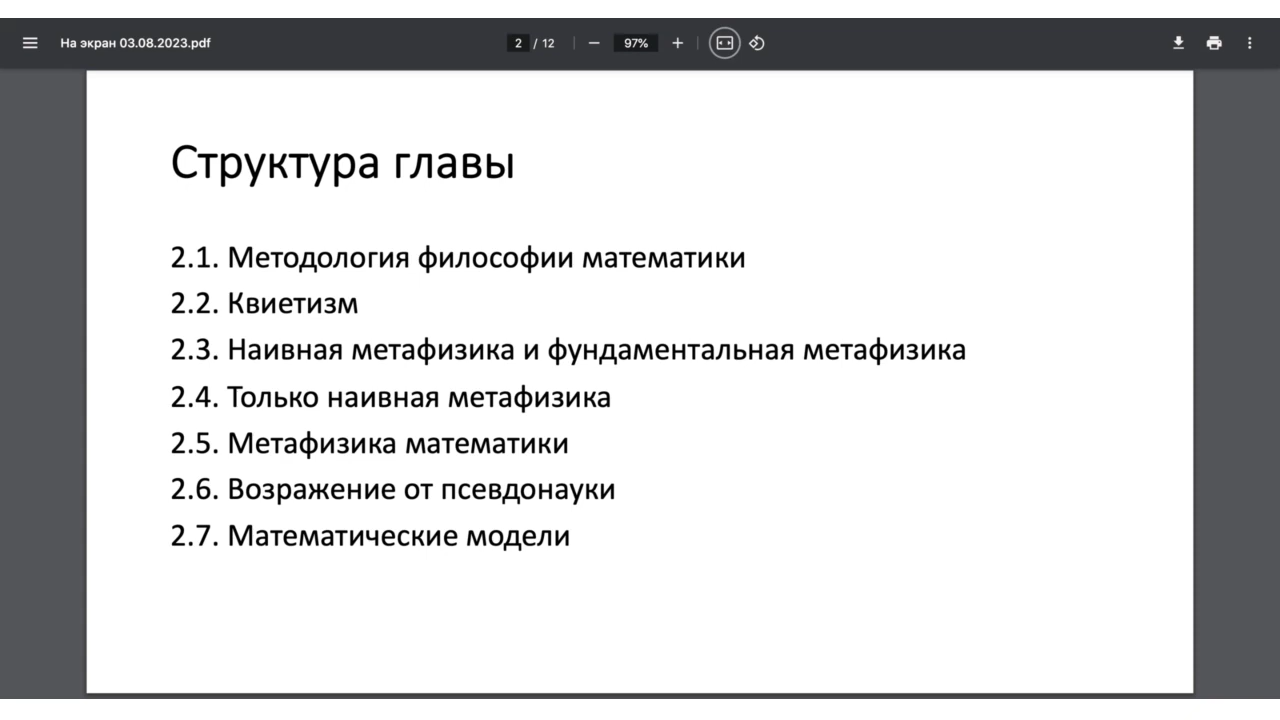 На экран 03.08.2023.pdf
2 / 12
97%
Структура главы
2.1. Методология философии математики
2.2. Квиетизм
2.3. Наивная метафизика и фундаментальная метафизика
2.4. Только наивная метафизика
2.5. Метафизика математики
2.6. Возражение от псевдонауки
2.7. Математические модели